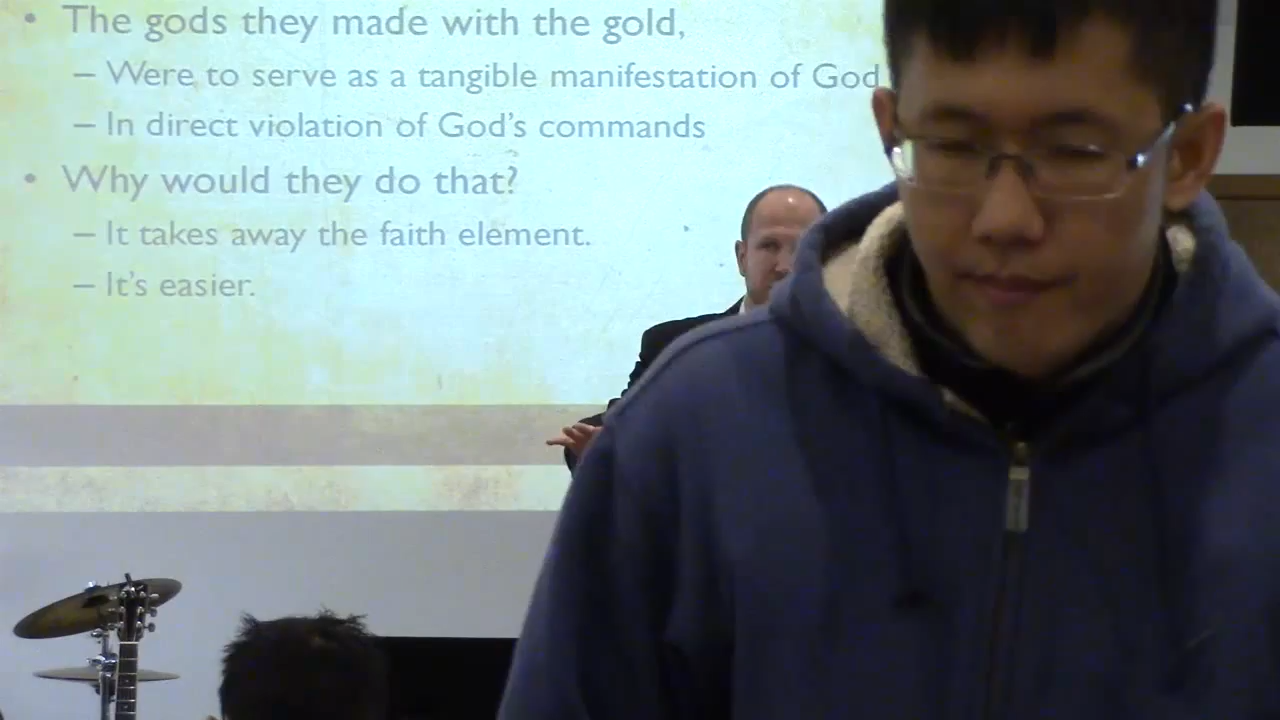 • The gods they made with the gold,
– Were to serve as a tangible manifestation of God
– In direct violation of God's commands
• Why would they do that?
– It takes away the faith element.
– It's easier.